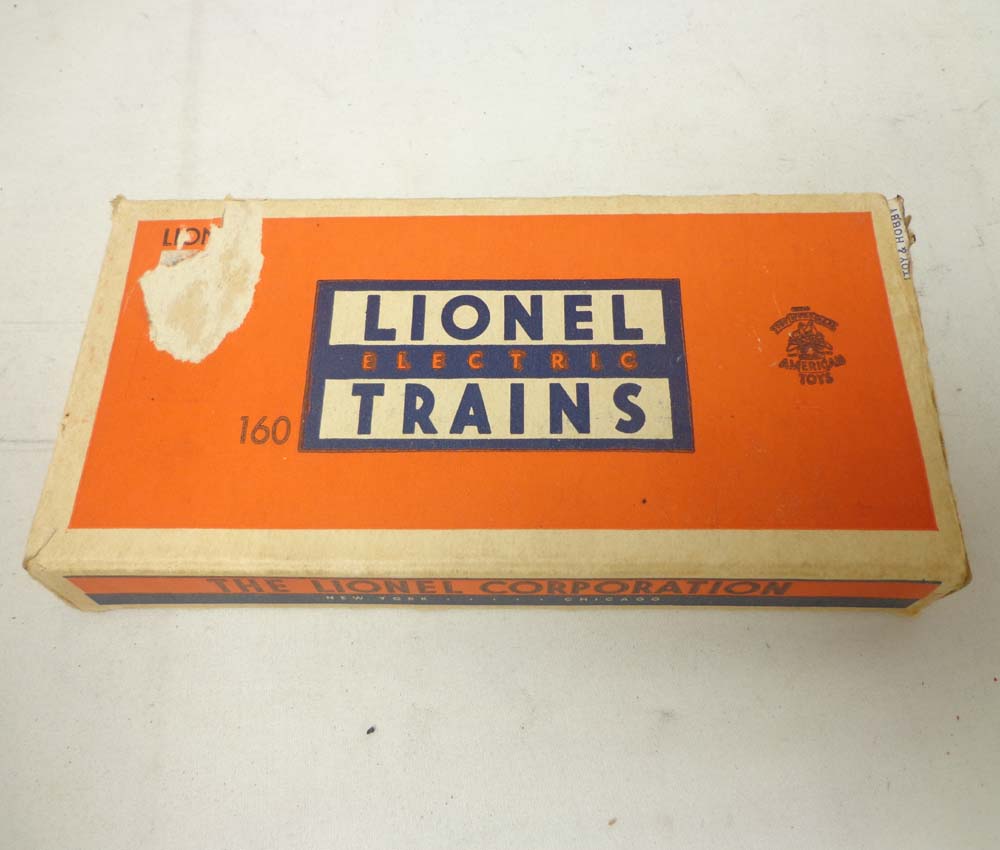 LION
LIONEL
ELECTRIC
TRAINS
160
AMERICAN
TOYS
TOY & HOBBY
THE LIONEL CORPORATION
NEW YORK . . . . . CHICAGO